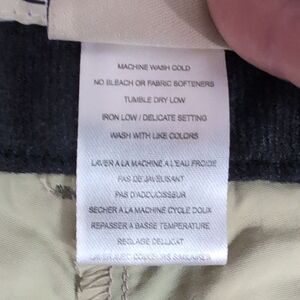 MACHINE WASH COLD
NO BLEACH OR FABRIC SOFTENERS
TUMBLE DRY LOW
IRON LOW / DELICATE SETTING
WASH WITH LIKE COLORS
LAVER A LA MACHINE A L'EAU FROIDE
PAS DE JAVELISANT
PAS D'ADOUCISSEUR
SECHER A LA MACHINE CYCLE DOUX
REPASSER A BASSE TEMPERATURE
REGLAGE DELLICAT
LAVER AVEC COULEURS SIMILAIRES